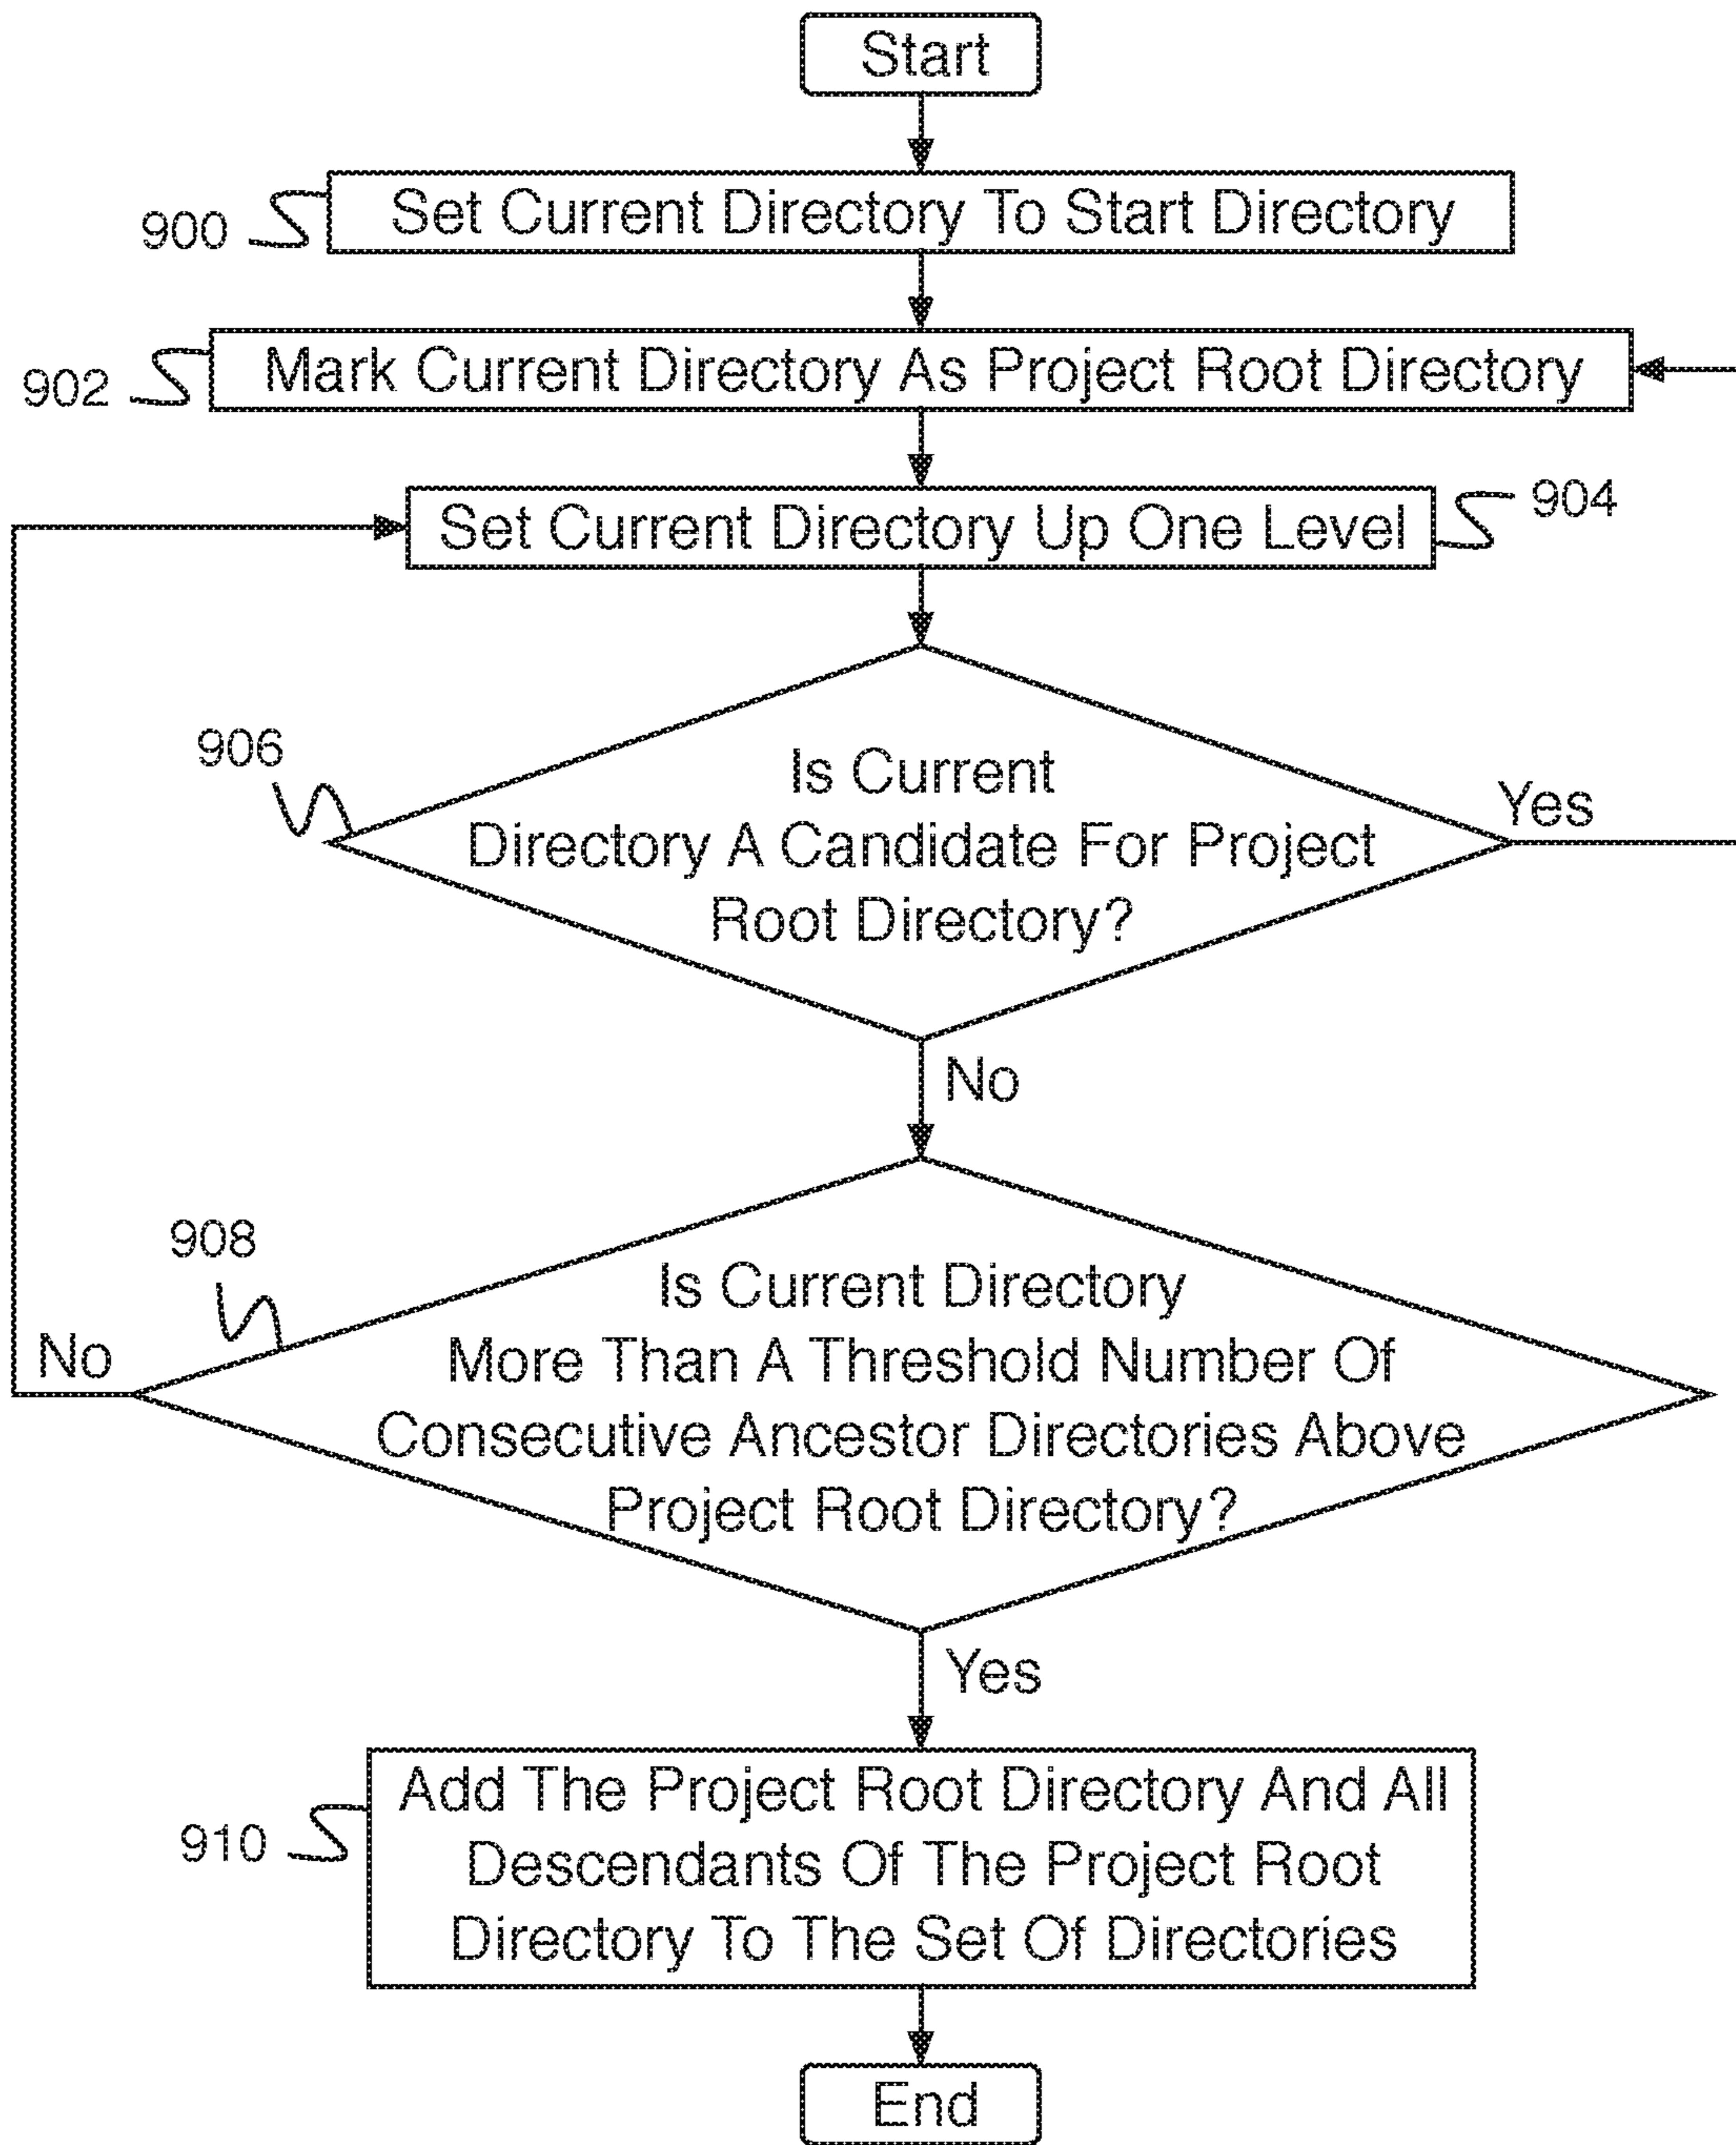 Start
900
Set Current Directory To Start Directory
902
Mark Current Directory As Project Root Directory
Set Current Directory Up One Level
904
906
Is Current
Directory A Candidate For Project
Root Directory?
Yes
No
908
Is Current Directory
More Than A Threshold Number Of
Consecutive Ancestor Directories Above
Project Root Directory?
No
Yes
910
Add The Project Root Directory And All
Descendants Of The Project Root
Directory To The Set Of Directories
End